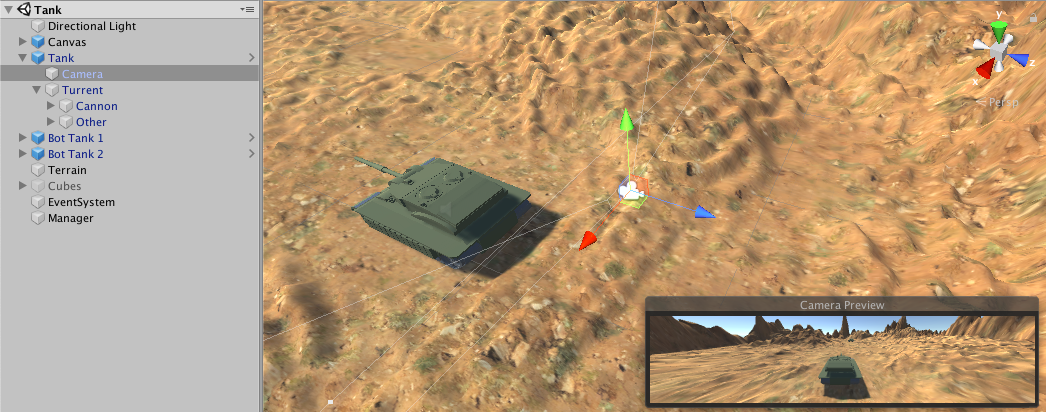 Tank
Directional Light
Canvas
Tank
Camera
Turrent
Cannon
Other
Bot Tank 1
Bot Tank 2
Terrain
Cubes
EventSystem
Manager
y
z
x
Persp
Camera Preview